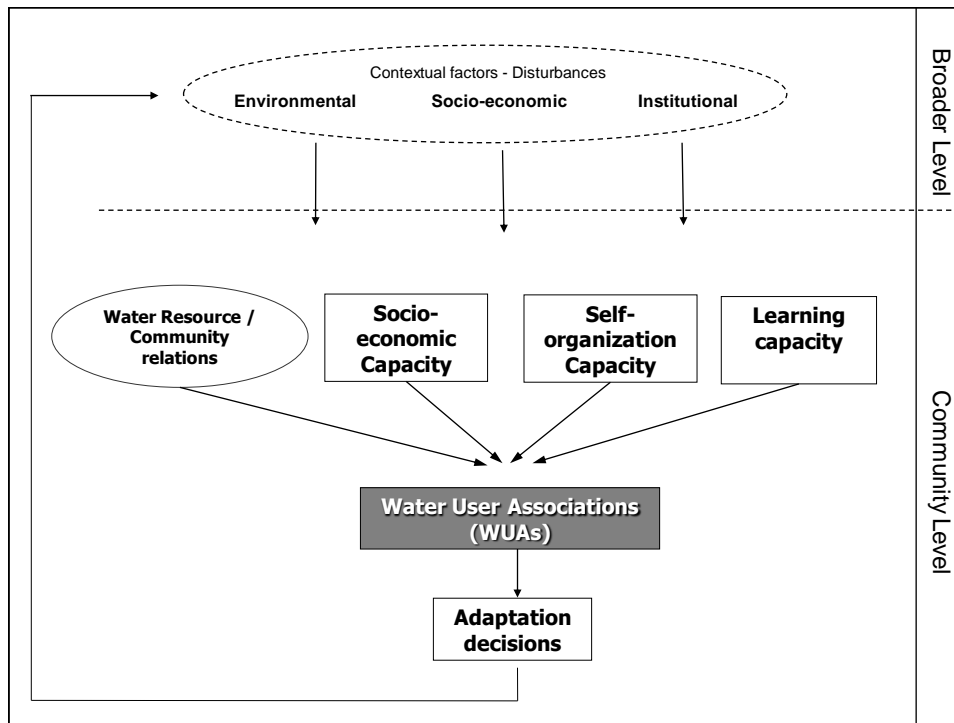 Contextual factors - Disturbances
Environmental Socio-economic Institutional
Broader Level
Water Resource /
Community
relations
Socio-
economic
Capacity
Self-
organization
Capacity
Learning
capacity
Community Level
Water User Associations
(WUAs)
Adaptation
decisions